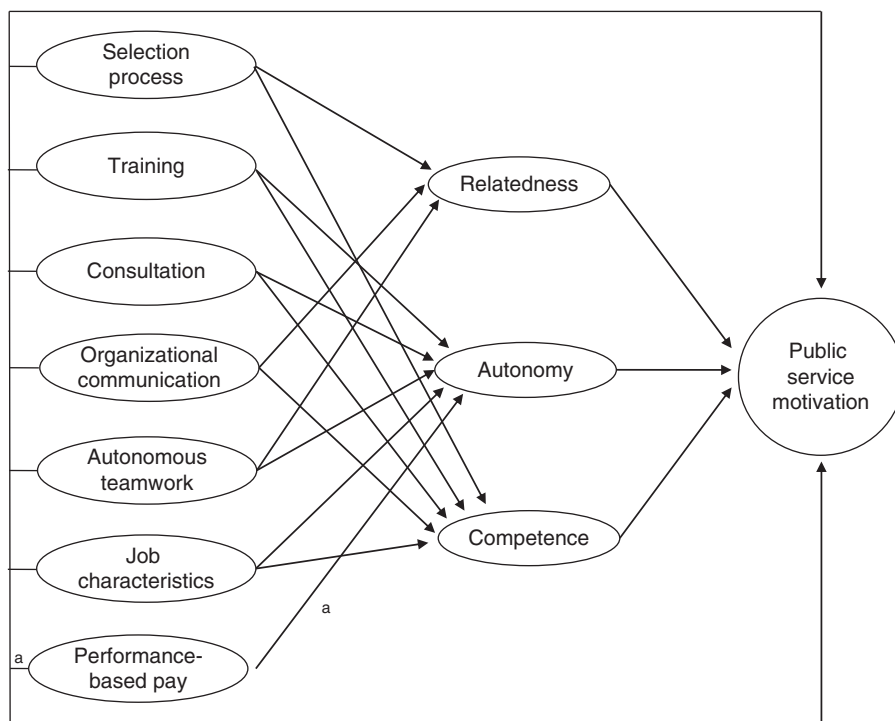 Selection
process
Training
Consultation
Organizational
communication
Autonomous
teamwork
Job
characteristics
a
Performance-
based pay
a
Relatedness
Autonomy
Competence
Public
service
motivation